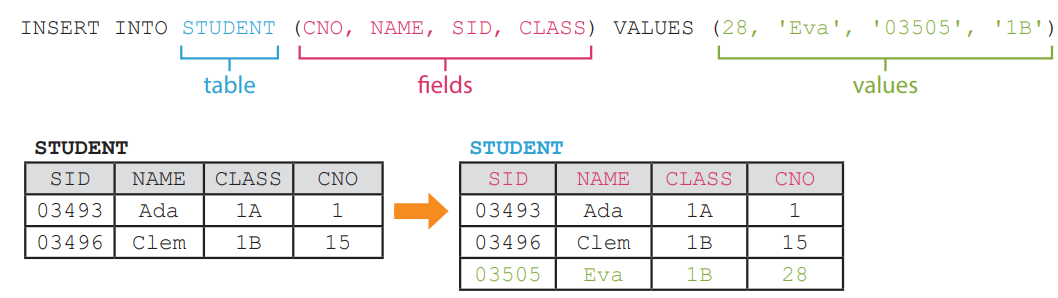 INSERT INTO STUDENT (CNO, NAME, SID, CLASS) VALUES (28, 'Eva', '03505', '1B')
table fields values
STUDENT STUDENT
SID NAME CLASS CNO SID NAME CLASS CNO
03493 Ada 1A 1 03493 Ada 1A 1
03496 Clem 1B 15 03496 Clem 1B 15
03505 Eva 1B 28